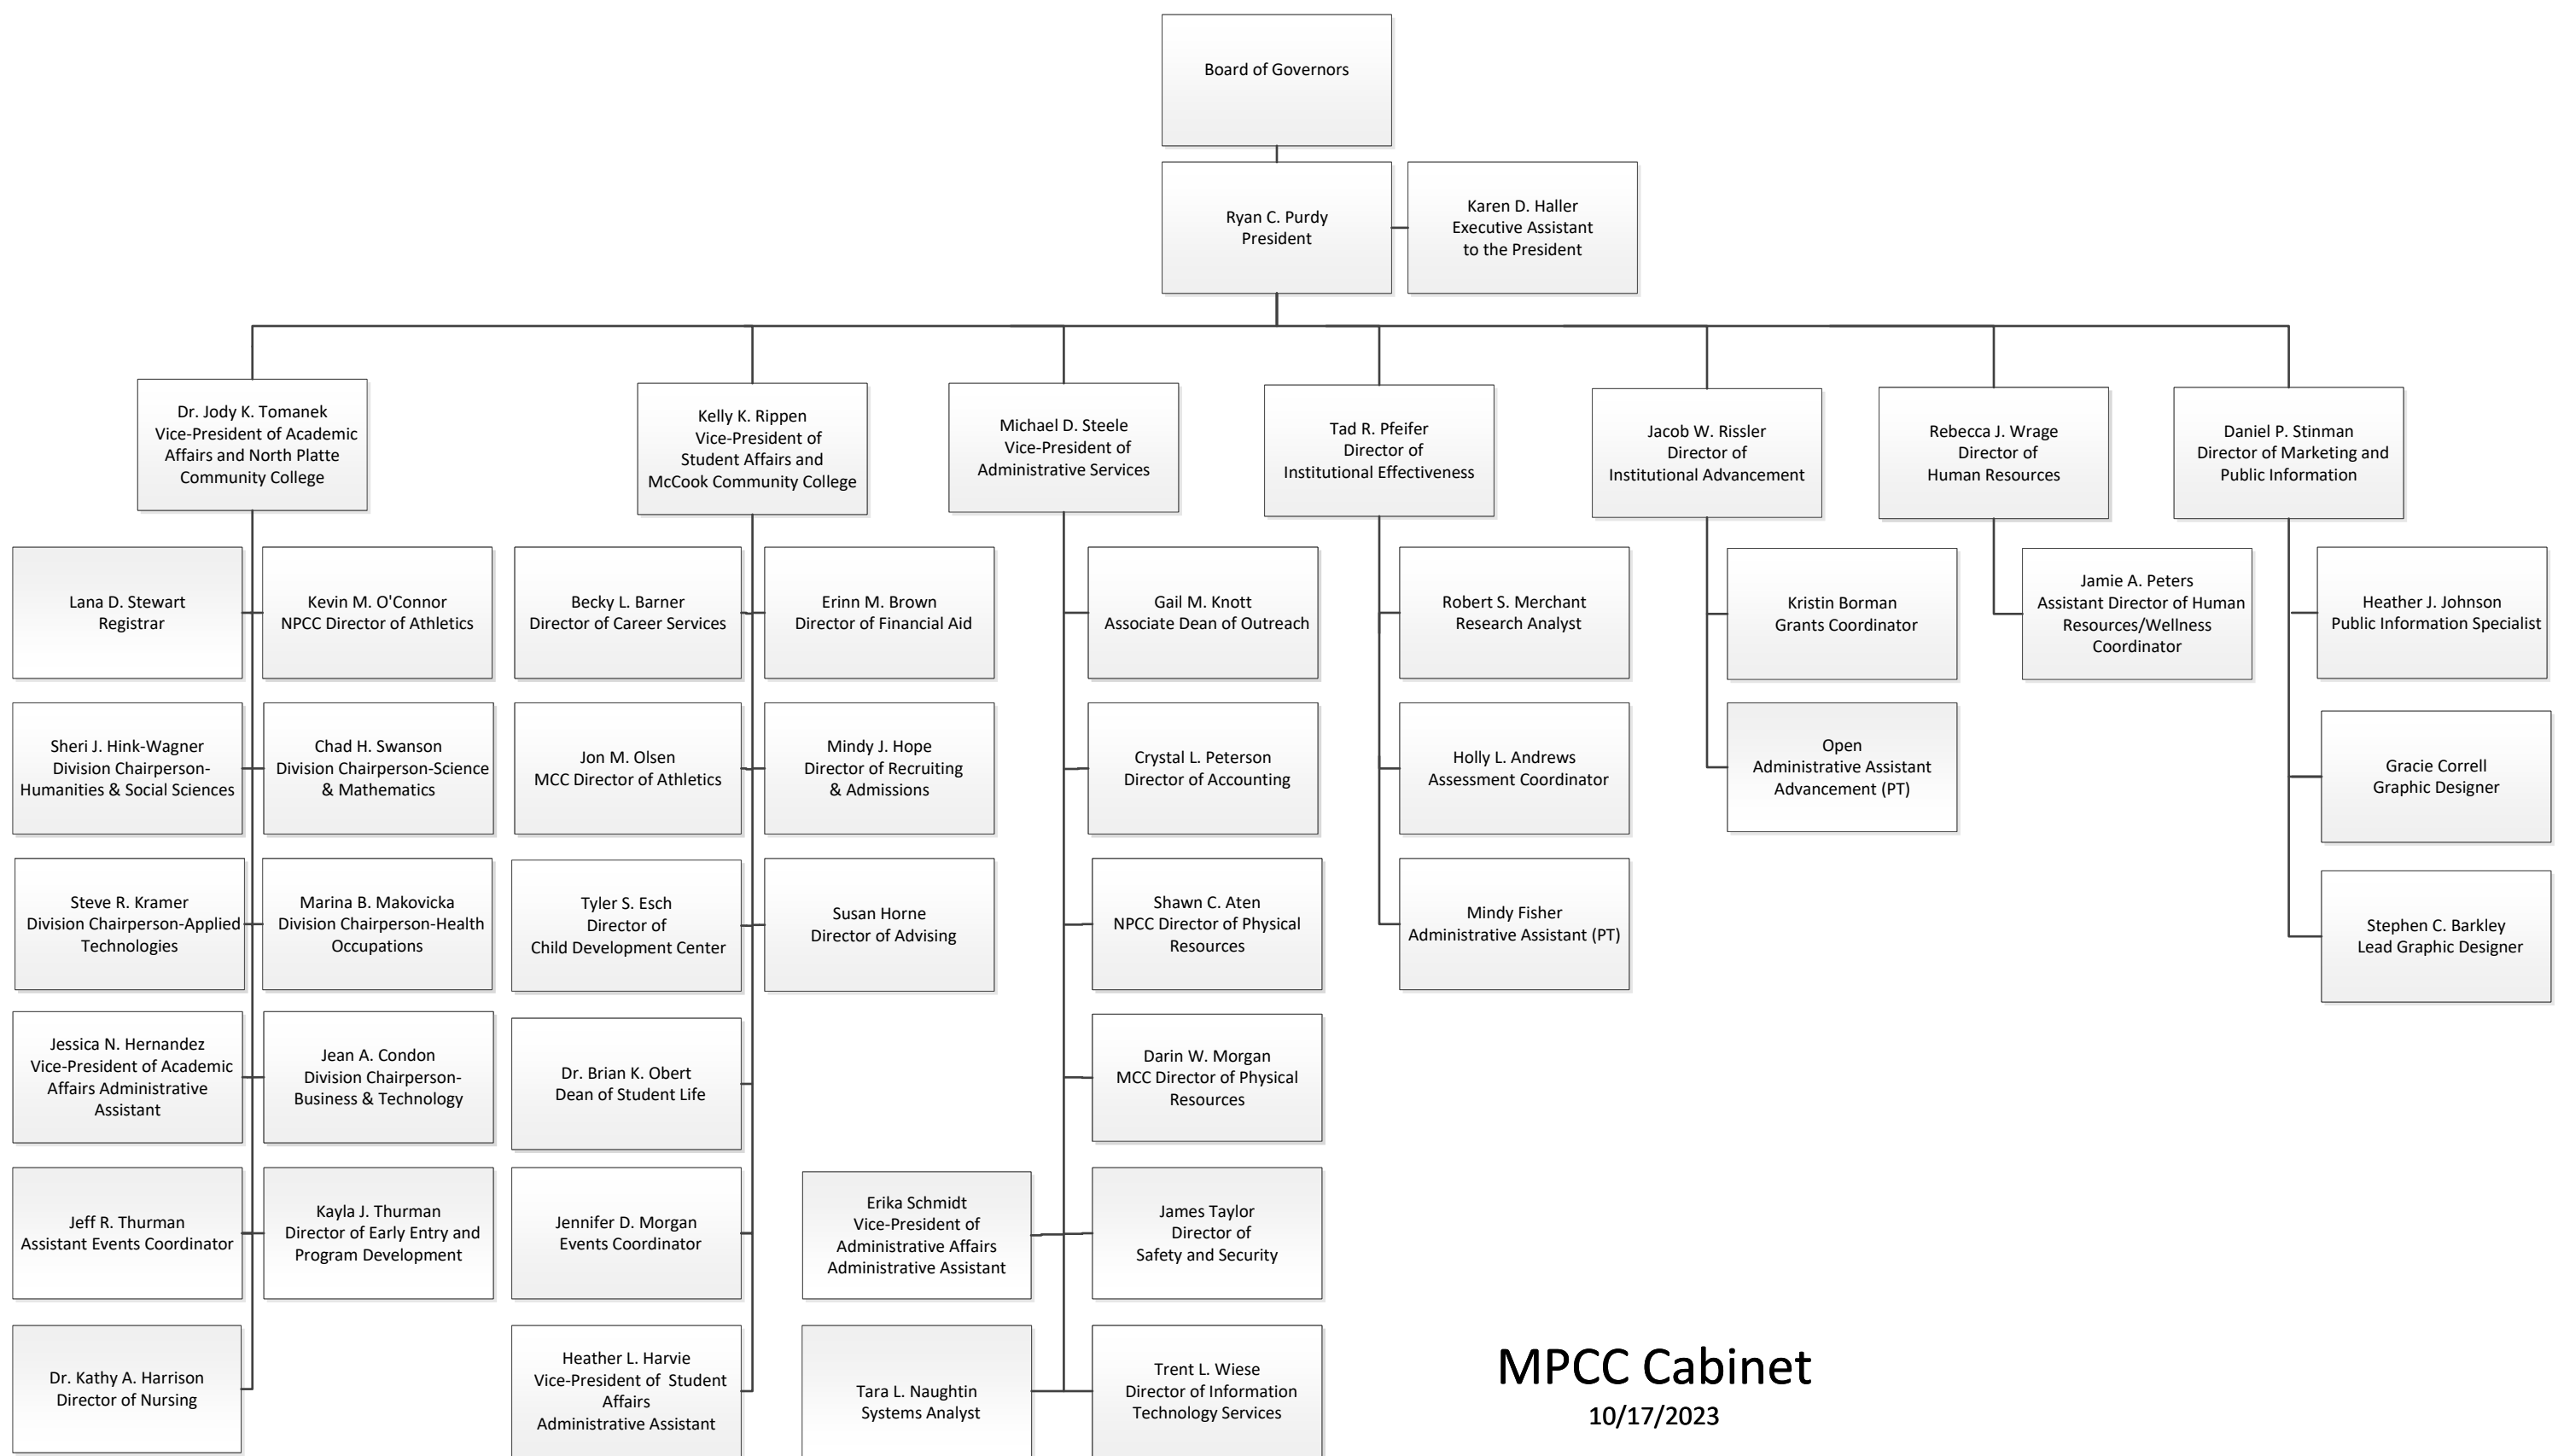 Board of Governors
Ryan C. Purdy
President
Karen D. Haller
Executive Assistant
to the President
Dr. Jody K. Tomanek
Vice-President of Academic
Affairs and North Platte
Community College
Kelly K. Rippen
Vice-President of
Student Affairs and
McCook Community College
Michael D. Steele
Vice-President of
Administrative Services
Tad R. Pfeifer
Director of
Institutional Effectiveness
Jacob W. Rissler
Director of
Institutional Advancement
Rebecca J. Wrage
Director of
Human Resources
Daniel P. Stinman
Director of Marketing and
Public Information
Lana D. Stewart
Registrar
Kevin M. O'Connor
NPCC Director of Athletics
Becky L. Barner
Director of Career Services
Erinn M. Brown
Director of Financial Aid
Gail M. Knott
Associate Dean of Outreach
Robert S. Merchant
Research Analyst
Kristin Borman
Grants Coordinator
Jamie A. Peters
Assistant Director of Human
Resources/Wellness
Coordinator
Heather J. Johnson
Public Information Specialist
Sheri J. Hink-Wagner
Division Chairperson-
Humanities & Social Sciences
Chad H. Swanson
Division Chairperson-Science
& Mathematics
Jon M. Olsen
MCC Director of Athletics
Mindy J. Hope
Director of Recruiting
& Admissions
Crystal L. Peterson
Director of Accounting
Holly L. Andrews
Assessment Coordinator
Open
Administrative Assistant
Advancement (PT)
Gracie Correll
Graphic Designer
Steve R. Kramer
Division Chairperson-Applied
Technologies
Marina B. Makovicka
Division Chairperson-Health
Occupations
Tyler S. Esch
Director of
Child Development Center
Susan Horne
Director of Advising
Shawn C. Aten
NPCC Director of Physical
Resources
Mindy Fisher
Administrative Assistant (PT)
Stephen C. Barkley
Lead Graphic Designer
Jessica N. Hernandez
Vice-President of Academic
Affairs Administrative
Assistant
Jean A. Condon
Division Chairperson-
Business & Technology
Dr. Brian K. Obert
Dean of Student Life
Darin W. Morgan
MCC Director of Physical
Resources
Jeff R. Thurman
Assistant Events Coordinator
Kayla J. Thurman
Director of Early Entry and
Program Development
Jennifer D. Morgan
Events Coordinator
Erika Schmidt
Vice-President of
Administrative Affairs
Administrative Assistant
James Taylor
Director of
Safety and Security
Dr. Kathy A. Harrison
Director of Nursing
Heather L. Harvie
Vice-President of Student
Affairs
Administrative Assistant
Tara L. Naughtin
Systems Analyst
Trent L. Wiese
Director of Information
Technology Services
MPCC Cabinet
10/17/2023